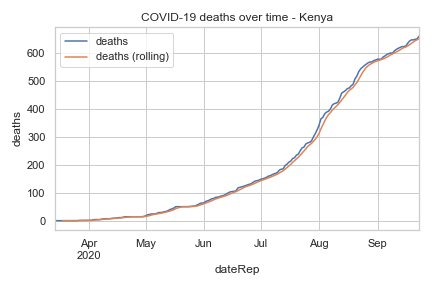 COVID-19 deaths over time - Kenya
deaths
deaths (rolling)
deaths
600
500
400
300
200
100
0
Apr
2020
May
Jun
Jul
Aug
Sep
dateRep